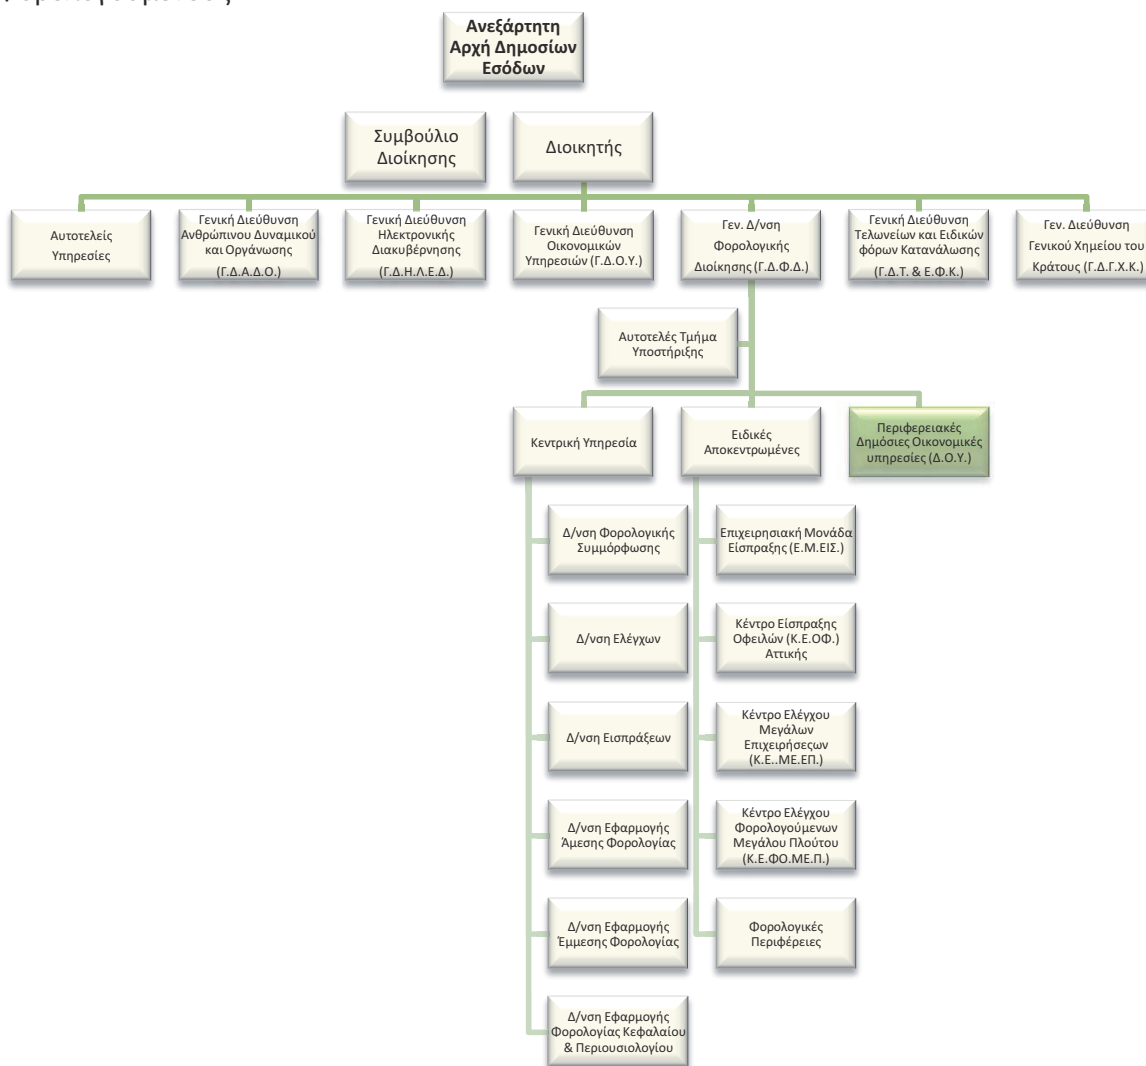 Ανεξάρτητη
Αρχή Δημοσίων
Εσόδων
Συμβούλιο
Διοίκησης
Διοικητής
Αυτοτελείς
Υπηρεσίες
Γενική Διεύθυνση
Ανθρώπινου Δυναμικού
και Οργάνωσης
(Γ.Δ.Α.Δ.Ο.)
Γενική Διεύθυνση
Ηλεκτρονικής
Διακυβέρνησης
(Γ.Δ.Η.Λ.Ε.Δ.)
Γενική Διεύθυνση
Οικονομικών
Υπηρεσιών (Γ.Δ.Ο.Υ.)
Γεν. Δ/νση
Φορολογικής
Διοίκησης (Γ.Δ.Φ.Δ.)
Γενική Διεύθυνση
Τελωνείων και Ειδικών
φόρων Κατανάλωσης
(Γ.Δ.Τ. & Ε.Φ.Κ.)
Γεν. Διεύθυνση
Γενικού Χημείου του
Κράτους (Γ.Δ.Γ.Χ.Κ.)
Αυτοτελές Τμήμα
Υποστήριξης
Κεντρική Υπηρεσία
Ειδικές
Αποκεντρωμένες
Περιφερειακές
Δημόσιες Οικονομικές
υπηρεσίες (Δ.Ο.Υ.)
Δ/νση Φορολογικής
Συμμόρφωσης
Δ/νση Ελέγχων
Δ/νση Εισπράξεων
Δ/νση Εφαρμογής
Άμεσης Φορολογίας
Δ/νση Εφαρμογής
Έμμεσης Φορολογίας
Δ/νση Εφαρμογής
Φορολογίας Κεφαλαίου
& Περιουσιολογίου
Επιχειρησιακή Μονάδα
Είσπραξης (Ε.Μ.ΕΙΣ.)
Κέντρο Είσπραξης
Οφειλών (Κ.Ε.ΟΦ.)
Αττικής
Κέντρο Ελέγχου
Μεγάλων
Επιχειρήσεςων
(Κ.Ε..ΜΕ.ΕΠ.)
Κέντρο Ελέγχου
Φορολογούμενων
Μεγάλου Πλούτου
(Κ.Ε.ΦΟ.ΜΕ.Π.)
Φορολογικές
Περιφέρειες